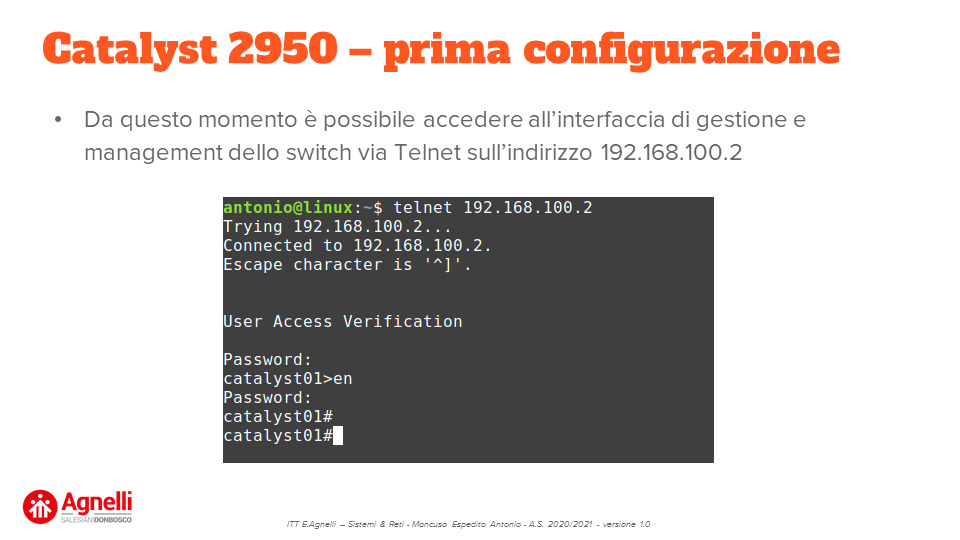 Catalyst 2950 – prima configurazione
• Da questo momento è possibile accedere all'interfaccia di gestione e
management dello switch via Telnet sull'indirizzo 192.168.100.2
antonio@linux:~$ telnet 192.168.100.2
Trying 192.168.100.2...
Connected to 192.168.100.2.
Escape character is '^]'.
User Access Verification
Password:
catalyst01>en
Password:
catalyst01#
catalyst01#
Agnelli
SALESIANI DONBOSCO
ITT E.Agnelli – Sistemi & Reti - Mancuso Espedito Antonio - A.S. 2020/2021 - versione 1.0